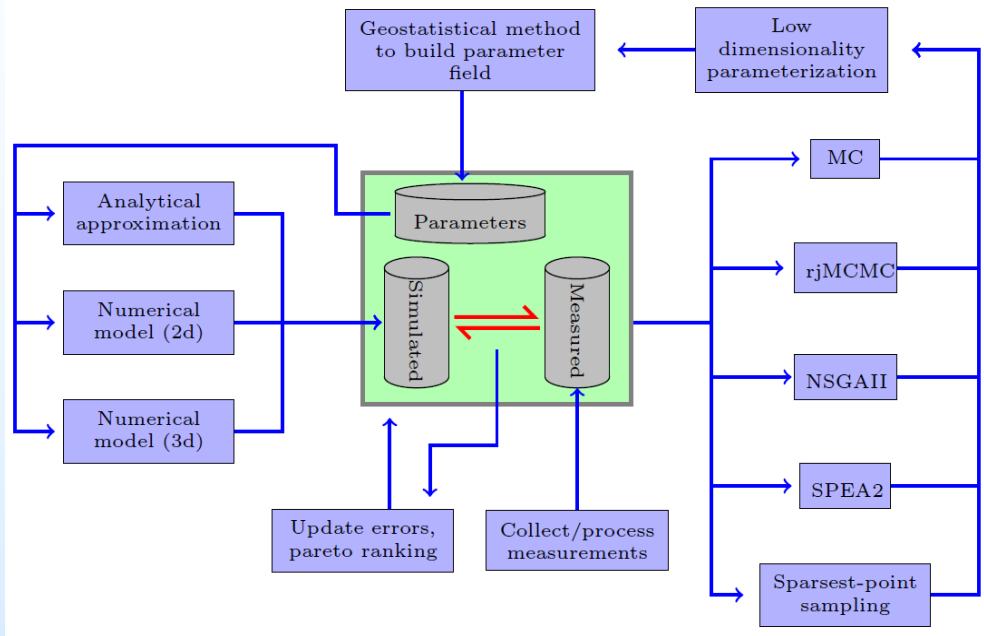 Geostatistical method
to build parameter
field
Low
dimensionality
parameterization
Analytical
approximation
Numerical
model (2d)
Numerical
model (3d)
Parameters
Simulated
Measured
Update errors,
pareto ranking
Collect/process
measurements
MC
rjMCMC
NSGAII
SPEA2
Sparsest-point
sampling